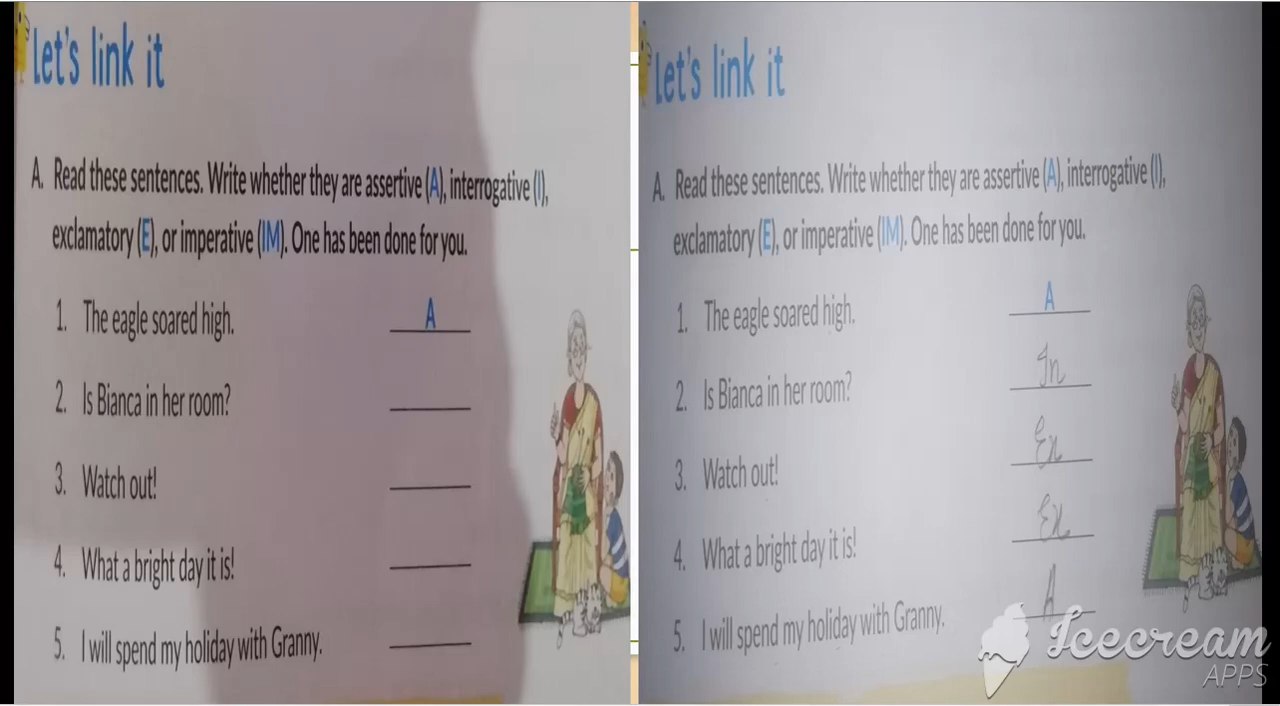 Let's link it
A. Read these sentences. Write whether they are assertive (A), interrogative (I),
exclamatory (E), or imperative (IM). One has been done for you.
1. The eagle soared high. A
2. Is Bianca in her room? ____
3. Watch out! ____
4. What a bright day it is! ____
5. I will spend my holiday with Granny. ____
Let's link it
A. Read these sentences. Write whether they are assertive (A), interrogative (I),
exclamatory (E), or imperative (IM). One has been done for you.
1. The eagle soared high. A
2. Is Bianca in her room? In
3. Watch out! Ex
4. What a bright day it is! Ex
5. I will spend my holiday with Granny. A
Icecream
APPS